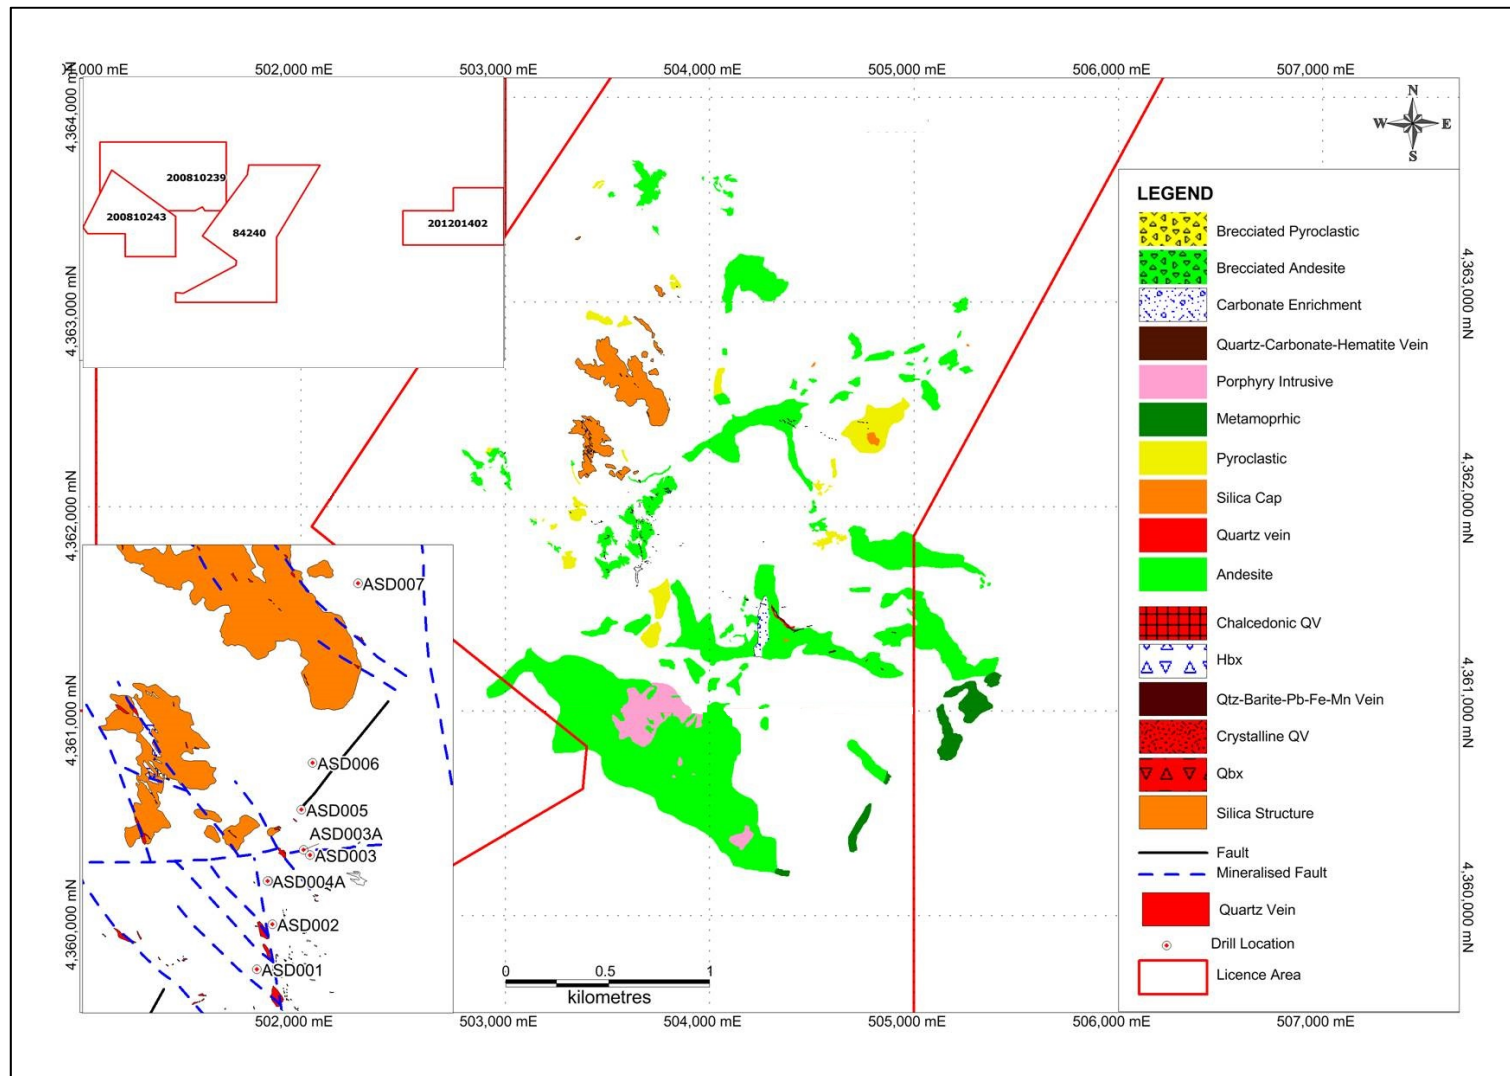 01,000 mE
502,000 mE
503,000 mE
504,000 mE
505,000 mE
506,000 mE
507,000 mE
4,364,000 mN
4,363,000 mN
4,362,000 mN
4,361,000 mN
4,360,000 mN
200810239
200810243
84240
201201402
N
W
E
S
LEGEND
Brecciated Pyroclastic
Brecciated Andesite
Carbonate Enrichment
Quartz-Carbonate-Hematite Vein
Porphyry Intrusive
Metamoprhic
Pyroclastic
Silica Cap
Quartz vein
Andesite
Chalcedonic QV
Hbx
Qtz-Barite-Pb-Fe-Mn Vein
Crystalline QV
Qbx
Silica Structure
Fault
Mineralised Fault
Quartz Vein
Drill Location
Licence Area
4,363,000 mN
4,362,000 mN
4,361,000 mN
4,360,000 mN
ASD007
ASD006
ASD005
ASD003A
ASD003
ASD004A
ASD002
ASD001
0 0.5 1
kilometres
502,000 mE
503,000 mE
504,000 mE
505,000 mE
506,000 mE
507,000 mE